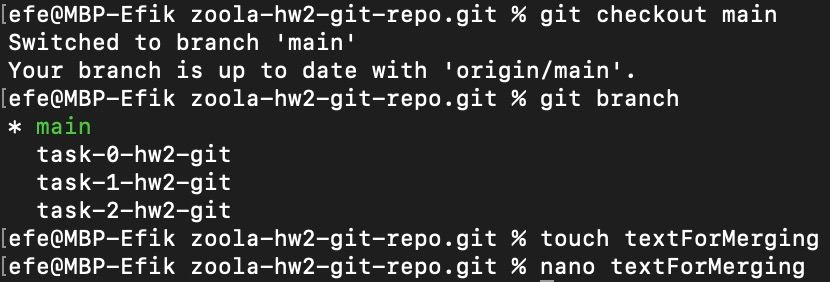 [efe@MBP-Efik zoola-hw2-git-repo.git % git checkout main
Switched to branch 'main'
Your branch is up to date with 'origin/main'.
[efe@MBP-Efik zoola-hw2-git-repo.git % git branch
* main
task-0-hw2-git
task-1-hw2-git
task-2-hw2-git
[efe@MBP-Efik zoola-hw2-git-repo.git % touch textForMerging
[efe@MBP-Efik zoola-hw2-git-repo.git % nano textForMerging